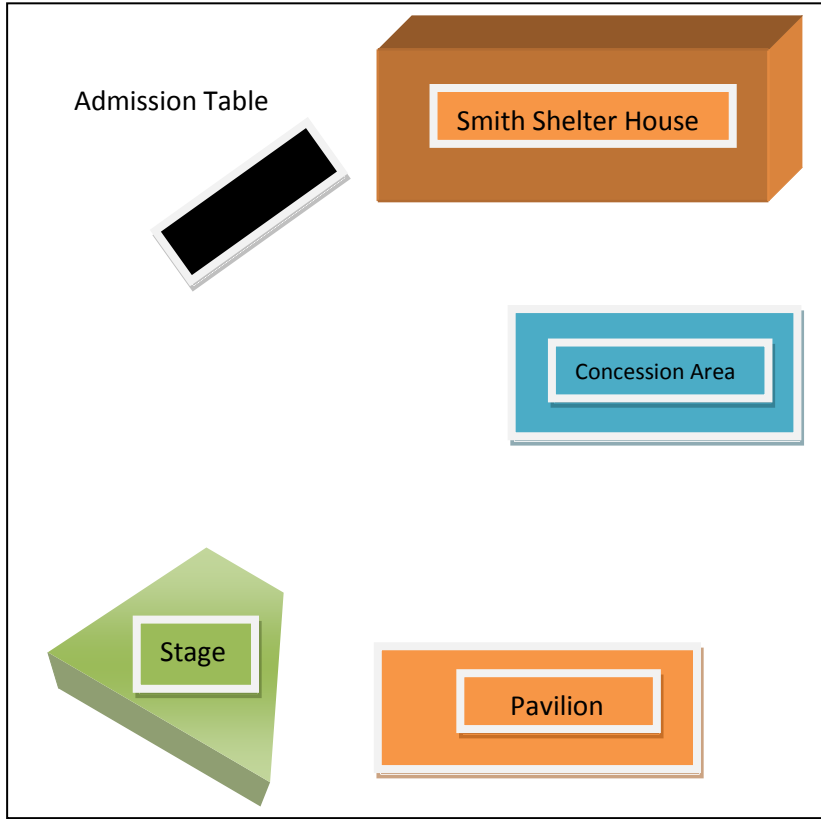 Admission Table
Smith Shelter House
Concession Area
Stage
Pavilion